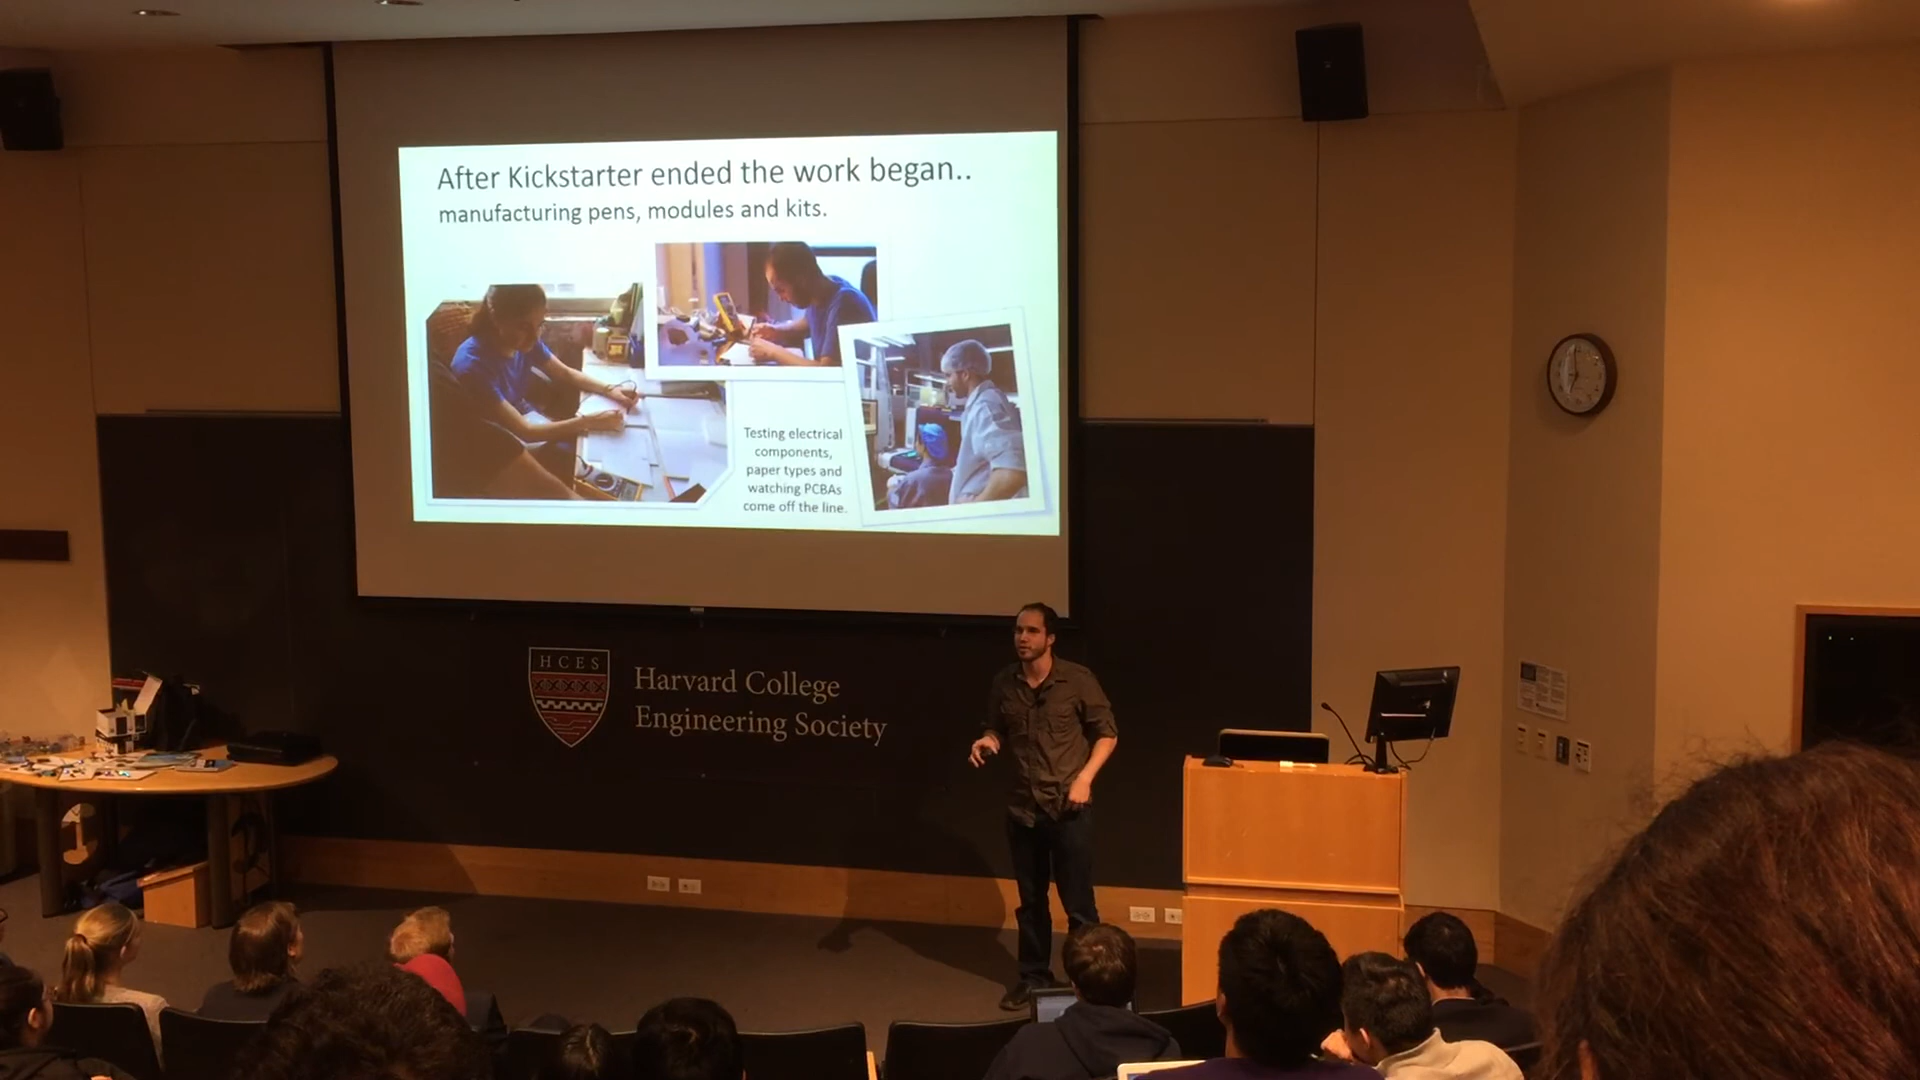 After Kickstarter ended the work began..
manufacturing pens, modules and kits.
Testing electrical
components,
paper types and
watching PCBAs
come off the line.
HCES
Harvard College
Engineering Society